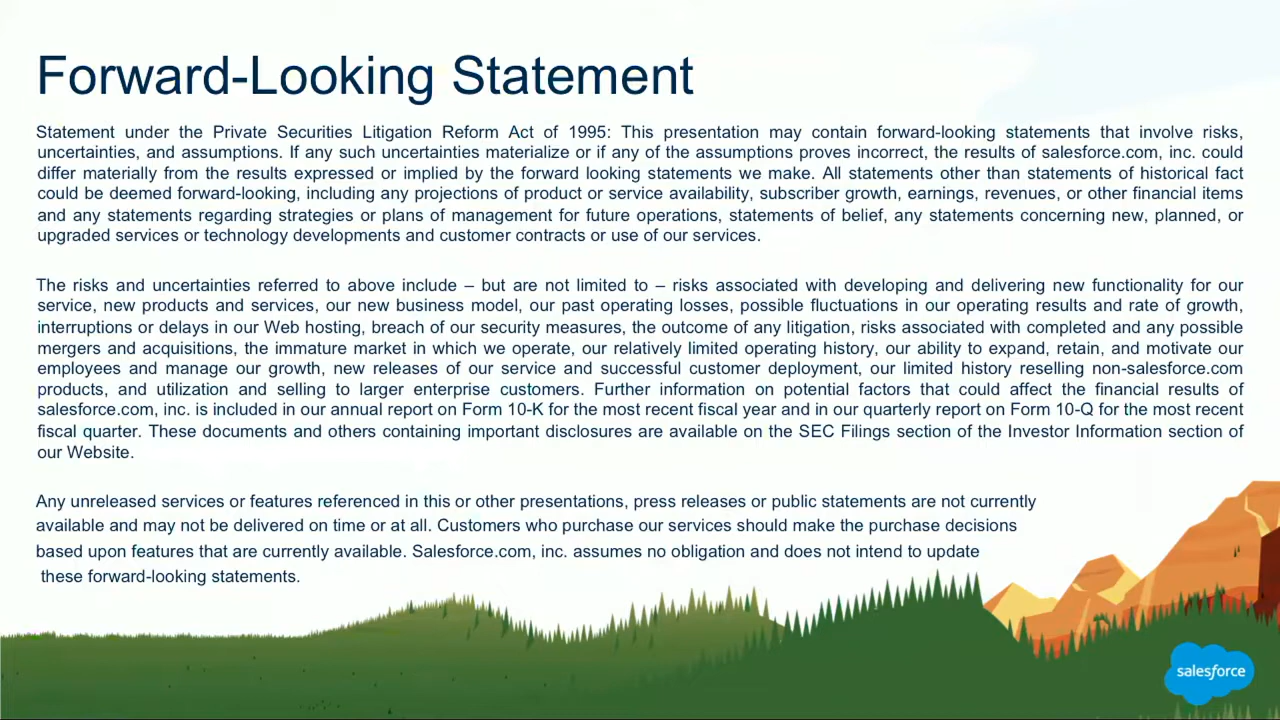 Forward-Looking Statement
Statement under the Private Securities Litigation Reform Act of 1995: This presentation may contain forward-looking statements that involve risks,
uncertainties, and assumptions. If any such uncertainties materialize or if any of the assumptions proves incorrect, the results of salesforce.com, inc. could
differ materially from the results expressed or implied by the forward looking statements we make. All statements other than statements of historical fact
could be deemed forward-looking, including any projections of product or service availability, subscriber growth, earnings, revenues, or other financial items
and any statements regarding strategies or plans of management for future operations, statements of belief, any statements concerning new, planned, or
upgraded services or technology developments and customer contracts or use of our services.
The risks and uncertainties referred to above include – but are not limited to – risks associated with developing and delivering new functionality for our
service, new products and services, our new business model, our past operating losses, possible fluctuations in our operating results and rate of growth,
interruptions or delays in our Web hosting, breach of our security measures, the outcome of any litigation, risks associated with completed and any possible
mergers and acquisitions, the immature market in which we operate, our relatively limited operating history, our ability to expand, retain, and motivate our
employees and manage our growth, new releases of our service and successful customer deployment, our limited history reselling non-salesforce.com
products, and utilization and selling to larger enterprise customers. Further information on potential factors that could affect the financial results of
salesforce.com, inc. is included in our annual report on Form 10-K for the most recent fiscal year and in our quarterly report on Form 10-Q for the most recent
fiscal quarter. These documents and others containing important disclosures are available on the SEC Filings section of the Investor Information section of
our Website.
Any unreleased services or features referenced in this or other presentations, press releases or public statements are not currently
available and may not be delivered on time or at all. Customers who purchase our services should make the purchase decisions
based upon features that are currently available. Salesforce.com, inc. assumes no obligation and does not intend to update
these forward-looking statements.
salesforce